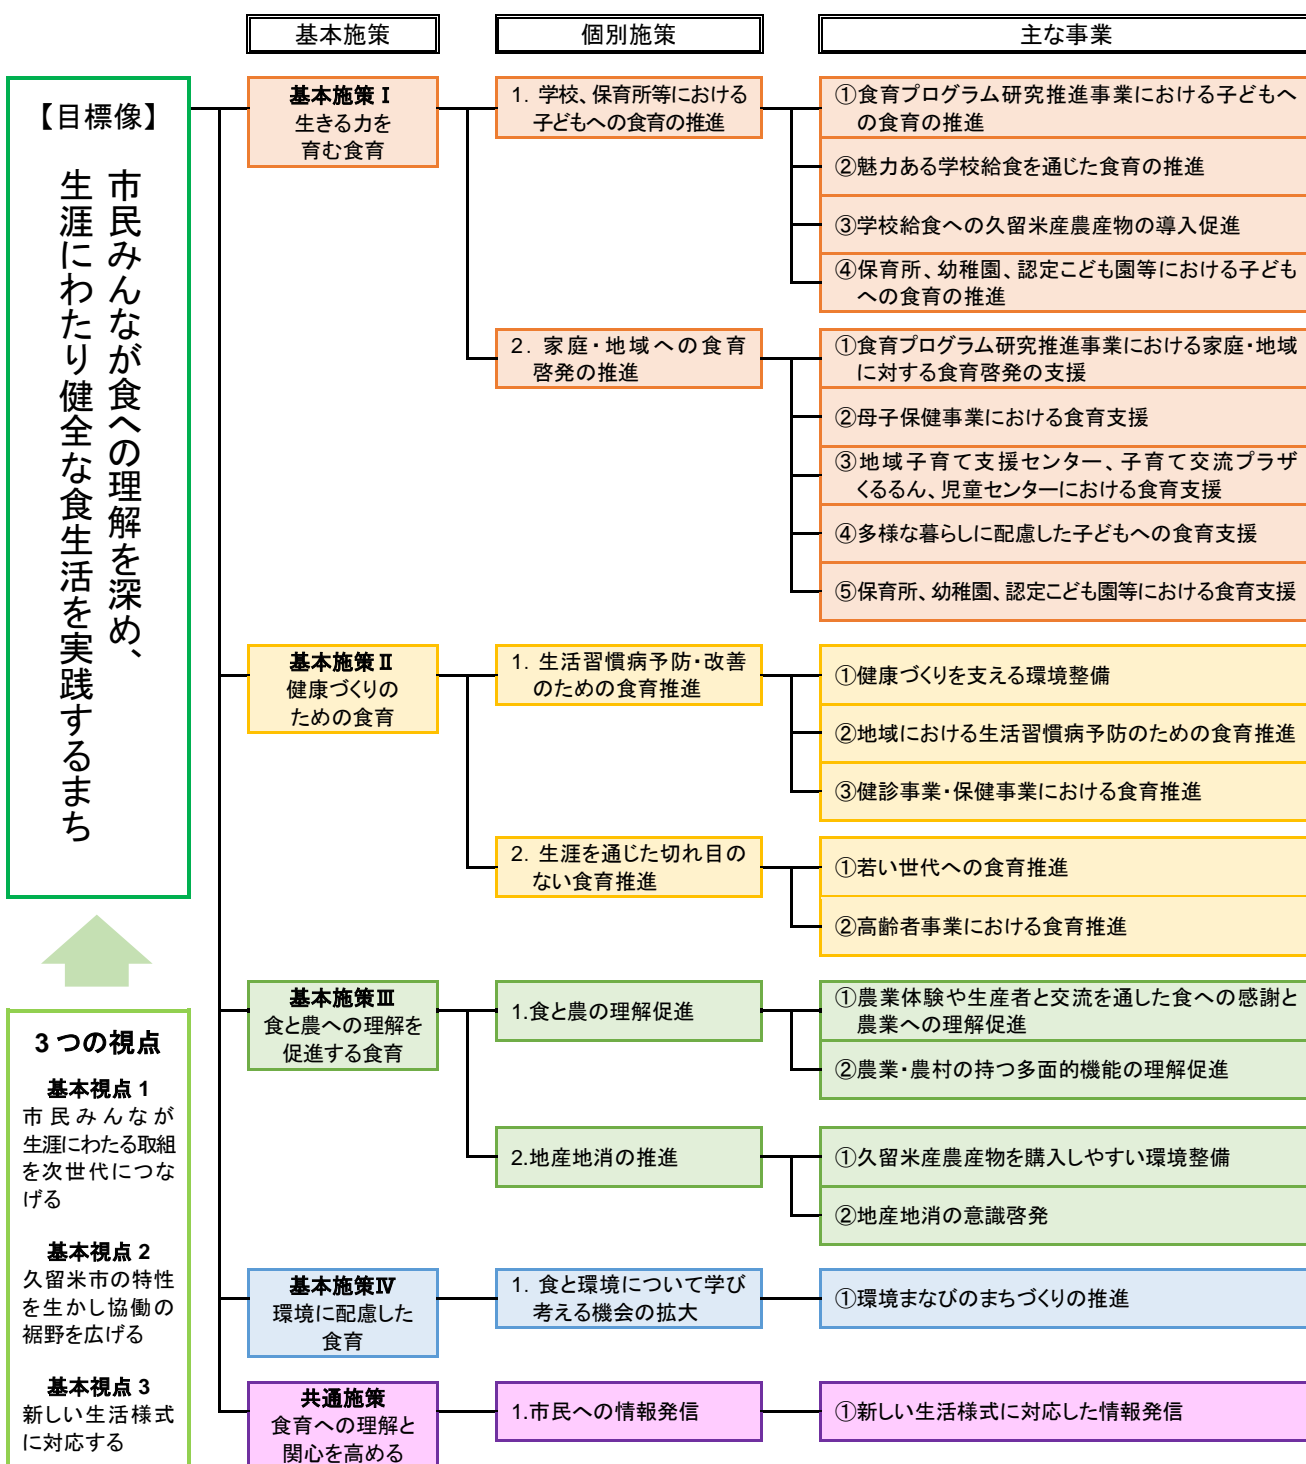 基本施策
個別施策
主な事業
【目標像】
市民みんなが食への理解を深め、
生涯にわたり健全な食生活を実践するまち
3つの視点
基本視点 1
市民みんなが
生涯にわたる取組
を次世代につな
げる
基本視点 2
久留米市の特性
を生かし協働の
裾野を広げる
基本視点 3
新しい生活様式
に対応する
基本施策Ⅰ
生きる力を
育む食育
1. 学校、保育所等における
子どもへの食育の推進
①食育プログラム研究推進事業における子どもへ
の食育の推進
②魅力ある学校給食を通じた食育の推進
③学校給食への久留米産農産物の導入促進
④保育所、幼稚園、認定こども園等における子ども
への食育の推進
2. 家庭・地域への食育
啓発の推進
①食育プログラム研究推進事業における家庭・地域
に対する食育啓発の支援
②母子保健事業における食育支援
③地域子育て支援センター、子育て交流プラザ
くるるん、児童センターにおける食育支援
④多様な暮らしに配慮した子どもへの食育支援
⑤保育所、幼稚園、認定こども園等における食育支援
基本施策Ⅱ
健康づくりの
ための食育
1. 生活習慣病予防・改善
のための食育推進
①健康づくりを支える環境整備
②地域における生活習慣病予防のための食育推進
③健診事業・保健事業における食育推進
2. 生涯を通じた切れ目の
ない食育推進
①若い世代への食育推進
②高齢者事業における食育推進
基本施策Ⅲ
食と農への理解を
促進する食育
1.食と農の理解促進
①農業体験や生産者と交流を通した食への感謝と
農業への理解促進
②農業・農村の持つ多面的機能の理解促進
2.地産地消の推進
①久留米産農産物を購入しやすい環境整備
②地産地消の意識啓発
基本施策Ⅳ
環境に配慮した
食育
1. 食と環境について学び
考える機会の拡大
①環境まなびのまちづくりの推進
共通施策
食育への理解と
関心を高める
1.市民への情報発信
①新しい生活様式に対応した情報発信